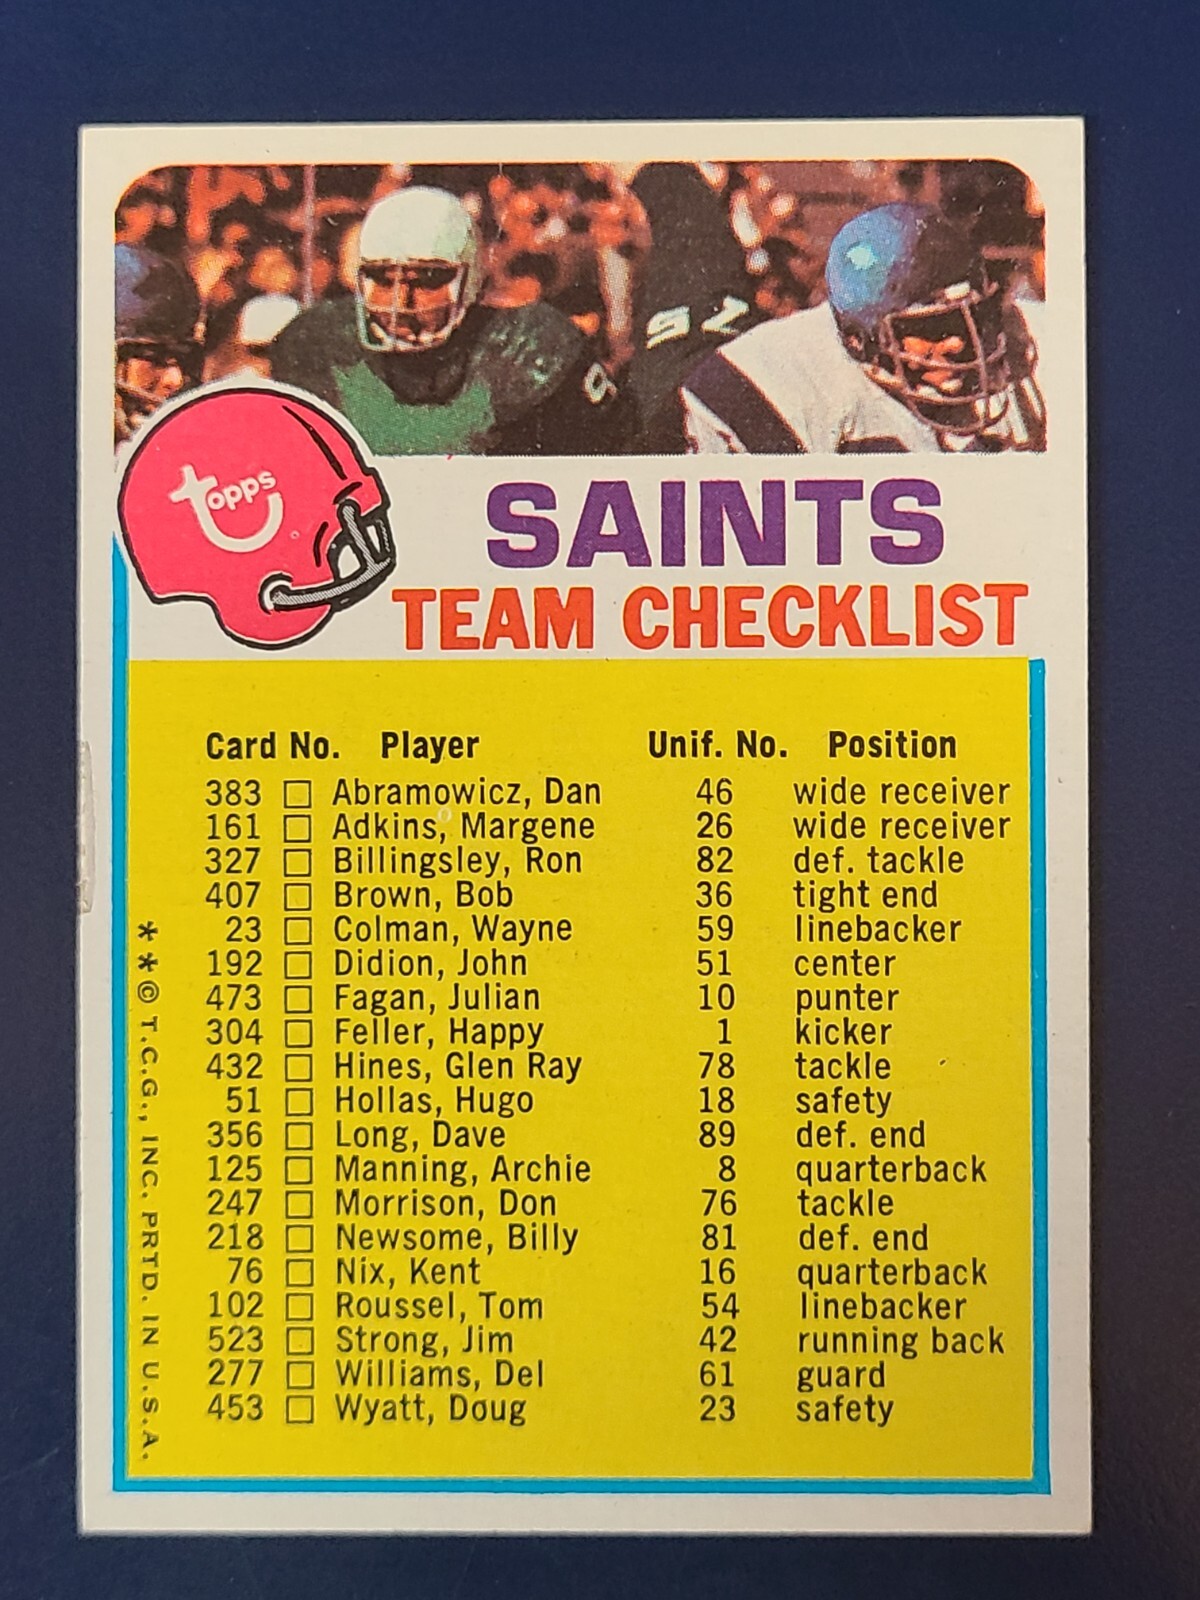 57
topps
SAINTS
TEAM CHECKLIST
Card No. Player Unif. No. Position
383 □ Abramowicz, Dan 46 wide receiver
161 □ Adkins, Margene 26 wide receiver
327 □ Billingsley, Ron 82 def. tackle
407 □ Brown, Bob 36 tight end
23 □ Colman, Wayne 59 linebacker
192 □ Didion, John 51 center
473 □ Fagan, Julian 10 punter
304 □ Feller, Happy 1 kicker
432 □ Hines, Glen Ray 78 tackle
51 □ Hollas, Hugo 18 safety
356 □ Long, Dave 89 def. end
125 □ Manning, Archie 8 quarterback
247 □ Morrison, Don 76 tackle
218 □ Newsome, Billy 81 def. end
76 □ Nix, Kent 16 quarterback
102 □ Roussel, Tom 54 linebacker
523 □ Strong, Jim 42 running back
277 □ Williams, Del 61 guard
453 □ Wyatt, Doug 23 safety
**© T.C.G., INC. PRTD. IN U.S.A.